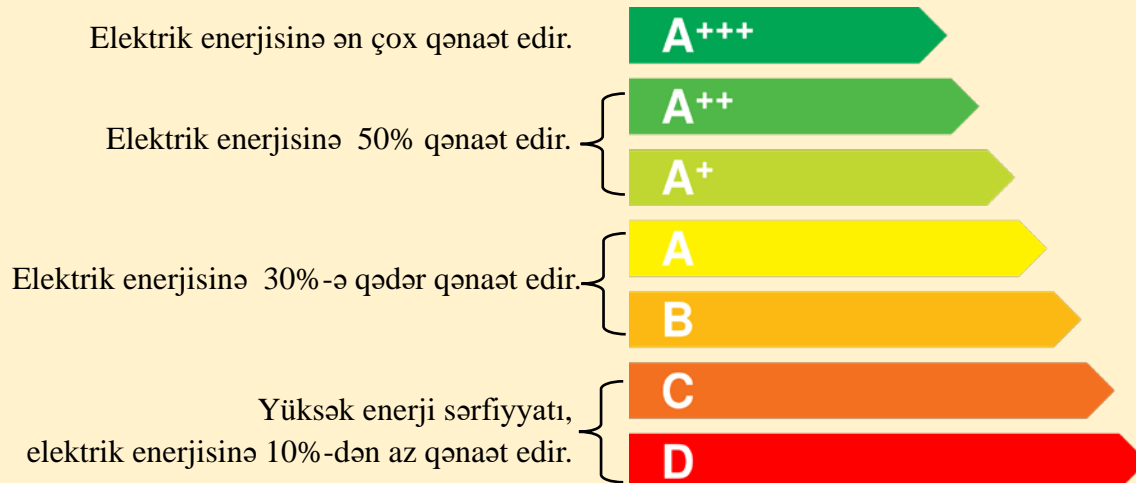 Elektrik enerjisinə ən çox qənaət edir.
A+++
Elektrik enerjisinə 50% qənaət edir.
A++
A+
Elektrik enerjisinə 30%-ə qədər qənaət edir.
A
B
Yüksək enerji sərfiyyatı,
elektrik enerjisinə 10%-dən az qənaət edir.
C
D